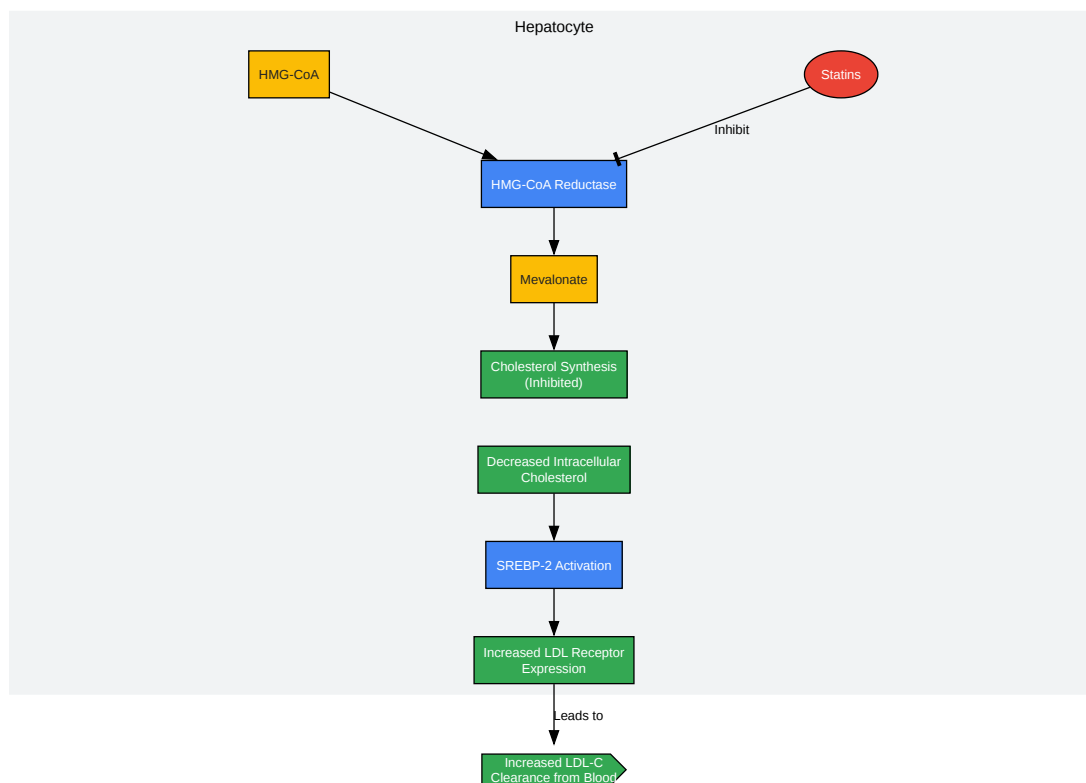 Hepatocyte
HMG-CoA
Statins
Inhibit
HMG-CoA Reductase
Mevalonate
Cholesterol Synthesis
(Inhibited)
Decreased Intracellular
Cholesterol
SREBP-2 Activation
Increased LDL Receptor
Expression
Leads to
Increased LDL-C
Clearance from Blood